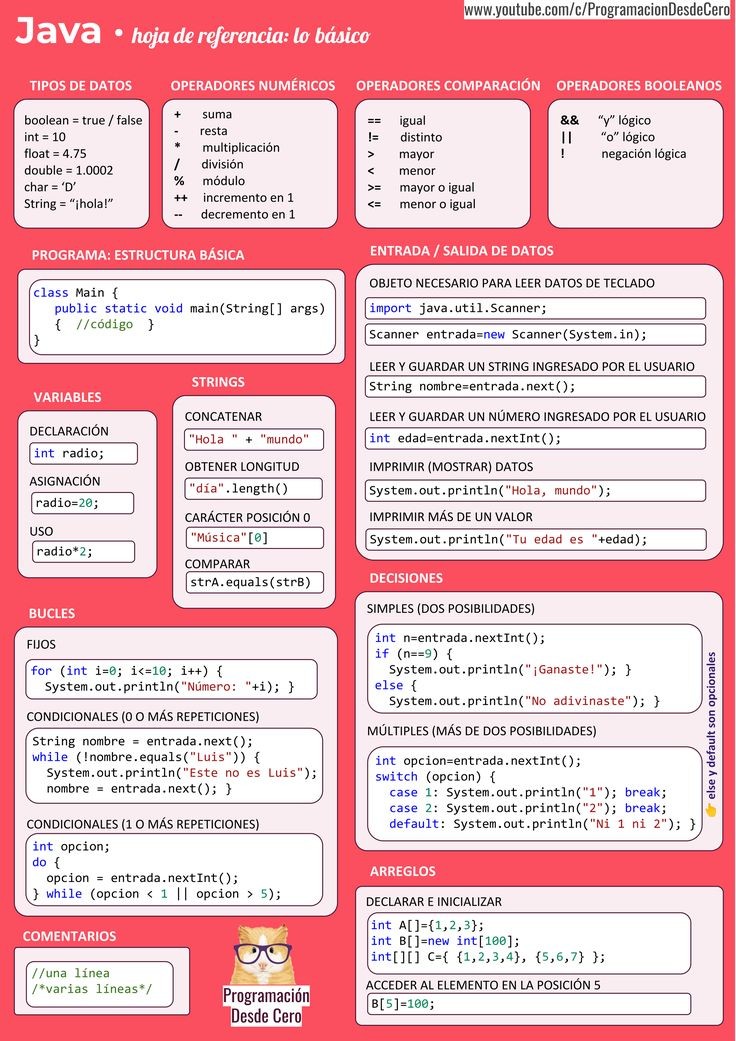 www.youtube.com/c/ProgramacionDesdeCero
Java · hoja de referencia: lo básico
TIPOS DE DATOS
boolean = true / false
int = 10
float = 4.75
double = 1.0002
char = ‘D’
String = “¡hola!”
OPERADORES NUMÉRICOS
+ suma
- resta
* multiplicación
/ división
% módulo
++ incremento en 1
-- decremento en 1
OPERADORES COMPARACIÓN
== igual
!= distinto
> mayor
< menor
>= mayor o igual
<= menor o igual
OPERADORES BOOLEANOS
&& “y” lógico
|| “o” lógico
! negación lógica
PROGRAMA: ESTRUCTURA BÁSICA
class Main {
public static void main(String[] args)
{ //código }
}
VARIABLES
DECLARACIÓN
int radio;
ASIGNACIÓN
radio=20;
USO
radio*2;
STRINGS
CONCATENAR
"Hola " + "mundo"
OBTENER LONGITUD
"día".length()
CARÁCTER POSICIÓN 0
"Música"[0]
COMPARAR
strA.equals(strB)
BUCLES
FIJOS
for (int i=0; i<=10; i++) {
System.out.println("Número: "+i); }
CONDICIONALES (0 O MÁS REPETICIONES)
String nombre = entrada.next();
while (!nombre.equals("Luis")) {
System.out.println("Este no es Luis");
nombre = entrada.next(); }
CONDICIONALES (1 O MÁS REPETICIONES)
int opcion;
do {
opcion = entrada.nextInt();
} while (opcion < 1 || opcion > 5);
COMENTARIOS
//una línea
/*varias líneas*/
Programación
Desde Cero
ENTRADA / SALIDA DE DATOS
OBJETO NECESARIO PARA LEER DATOS DE TECLADO
import java.util.Scanner;
Scanner entrada=new Scanner(System.in);
LEER Y GUARDAR UN STRING INGRESADO POR EL USUARIO
String nombre=entrada.next();
LEER Y GUARDAR UN NÚMERO INGRESADO POR EL USUARIO
int edad=entrada.nextInt();
IMPRIMIR (MOSTRAR) DATOS
System.out.println("Hola, mundo");
IMPRIMIR MÁS DE UN VALOR
System.out.println("Tu edad es "+edad);
DECISIONES
SIMPLES (DOS POSIBILIDADES)
int n=entrada.nextInt();
if (n==9) {
System.out.println("¡Ganaste!"); }
else {
System.out.println("No adivinaste"); }
MÚLTIPLES (MÁS DE DOS POSIBILIDADES)
int opcion=entrada.nextInt();
switch (opcion) {
case 1: System.out.println("1"); break;
case 2: System.out.println("2"); break;
default: System.out.println("Ni 1 ni 2"); }
👆 else y default son opcionales
ARREGLOS
DECLARAR E INICIALIZAR
int A[]={1,2,3};
int B[]=new int[100];
int[][] C={ {1,2,3,4}, {5,6,7} };
ACCEDER AL ELEMENTO EN LA POSICIÓN 5
B[5]=100;